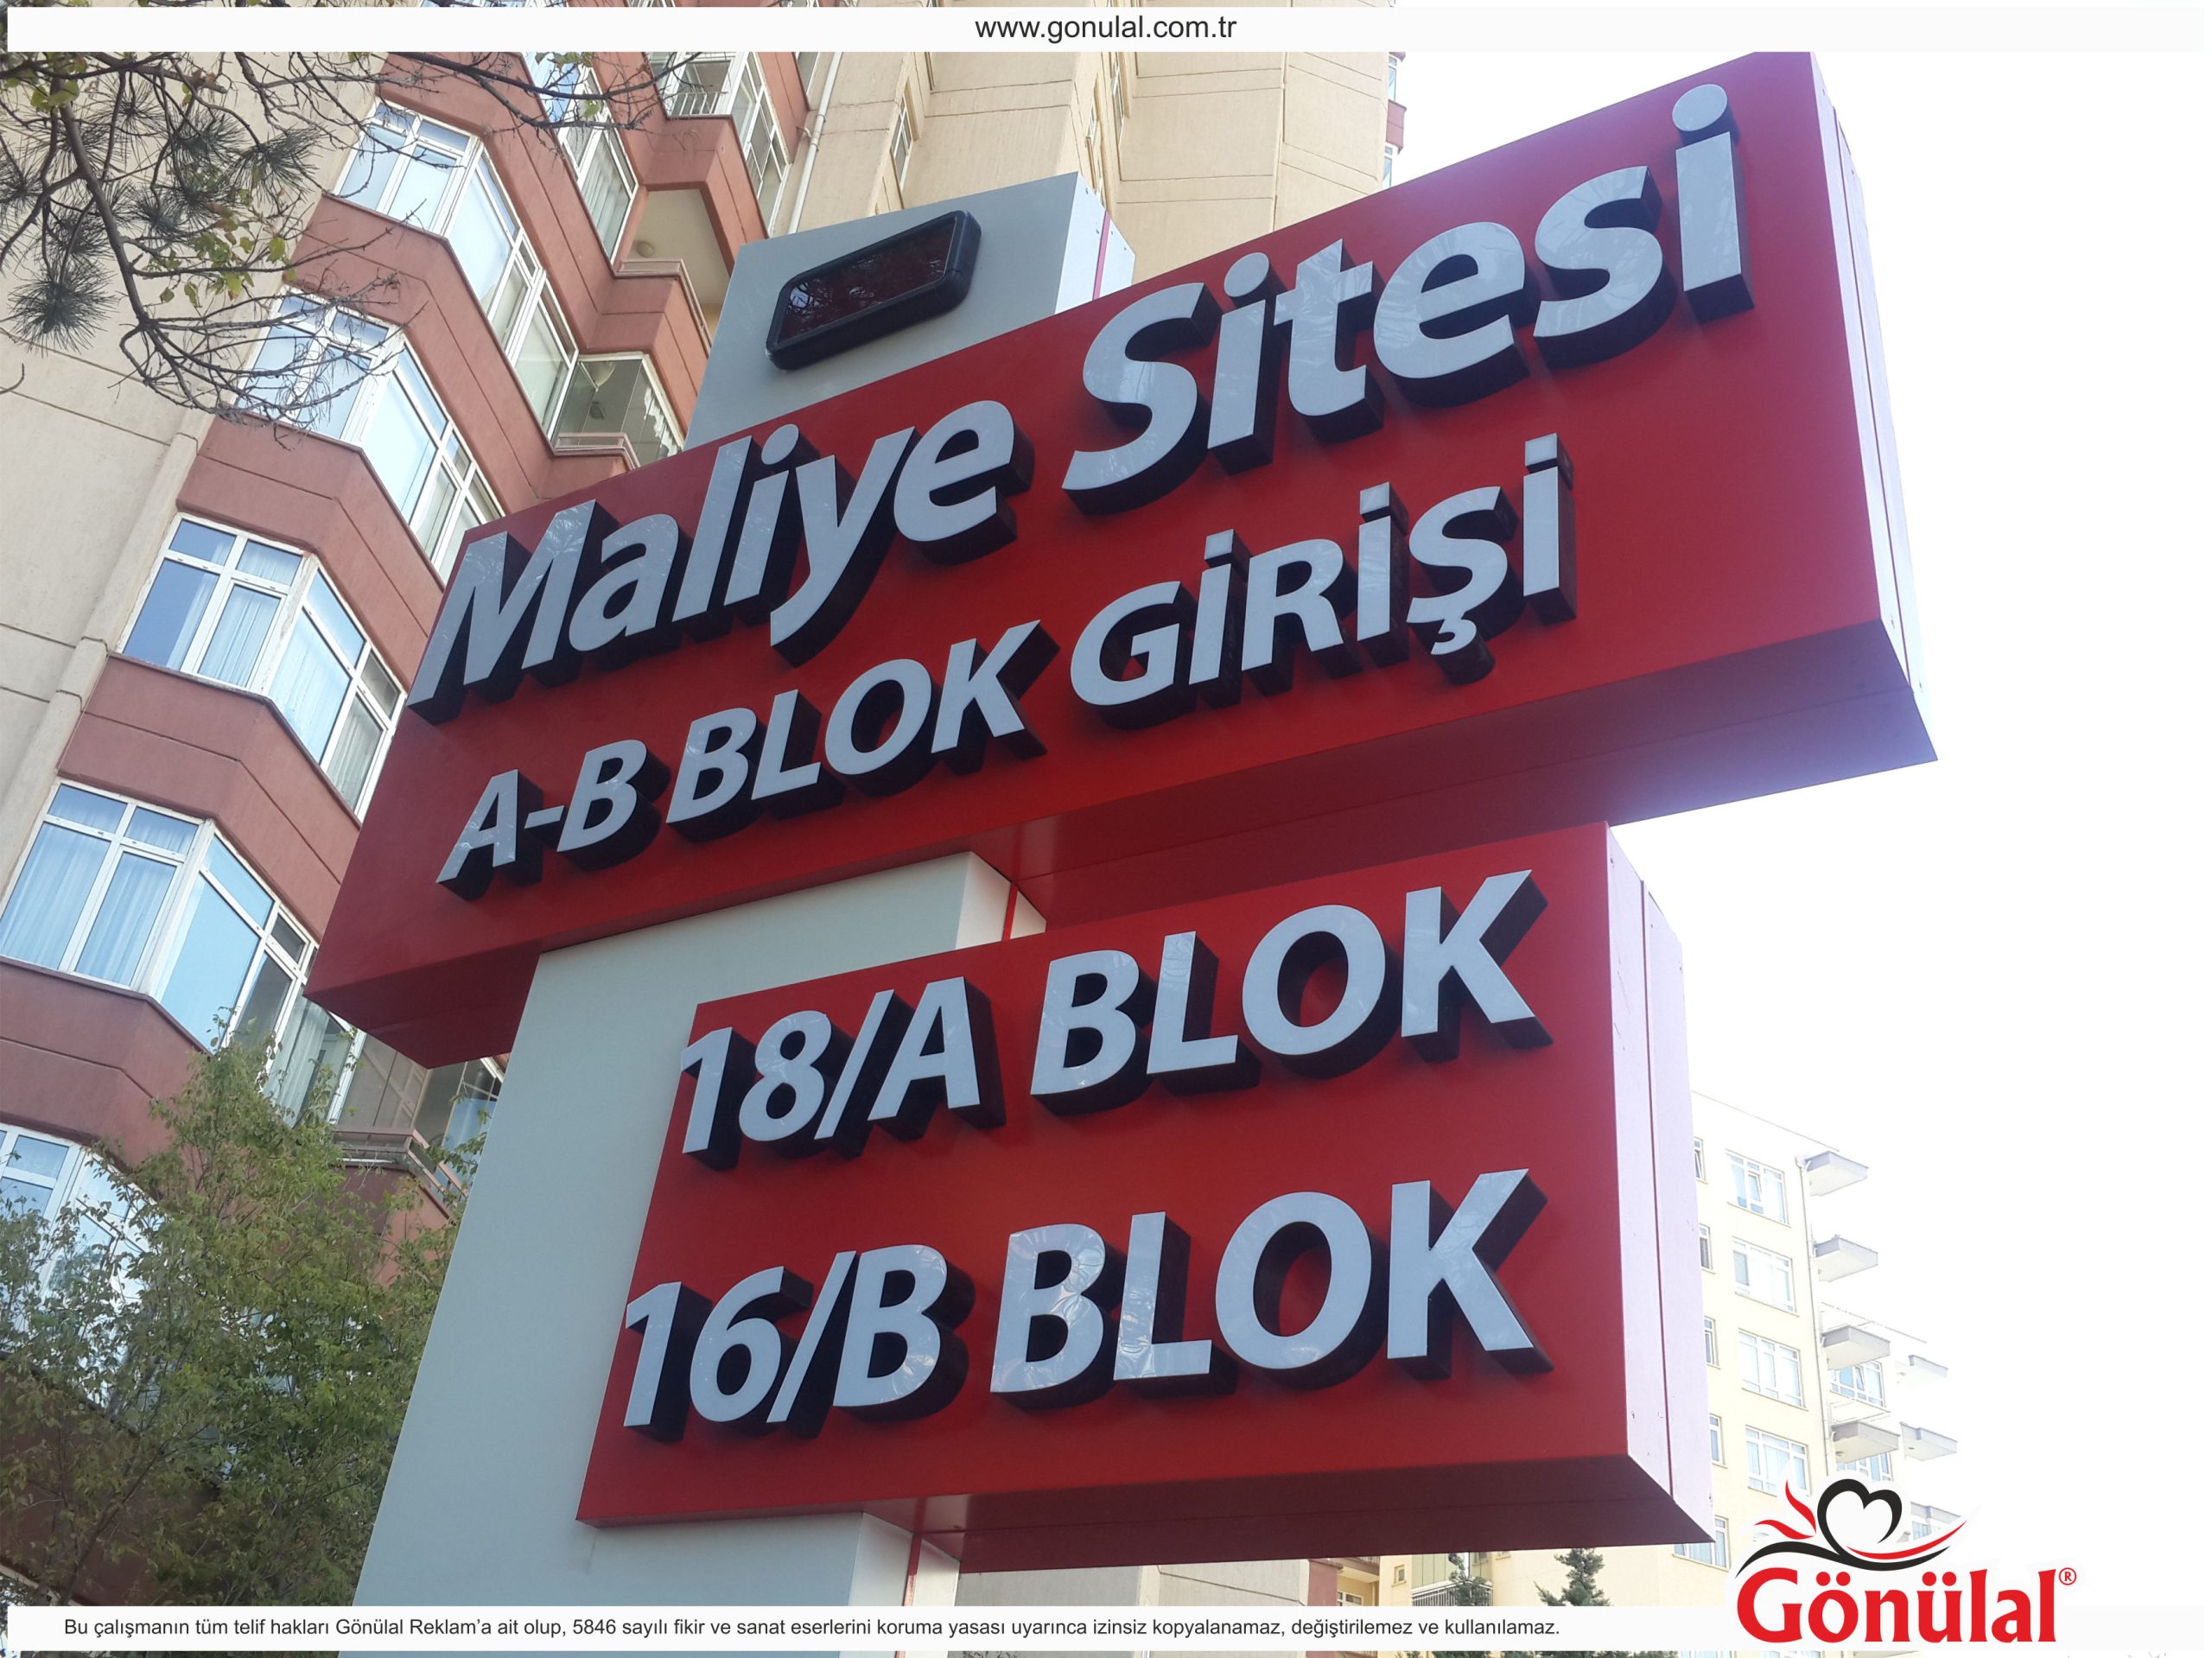 www.gonulal.com.tr
Maliye Sitesi
A-B BLOK GİRİŞİ
18/A BLOK
16/B BLOK
Gönülal®
Bu çalışmanın tüm telif hakları Gönülal Reklam'a ait olup, 5846 sayılı fikir ve sanat eserlerini koruma yasası uyarınca izinsiz kopyalanamaz, değiştirilemez ve kullanılamaz.